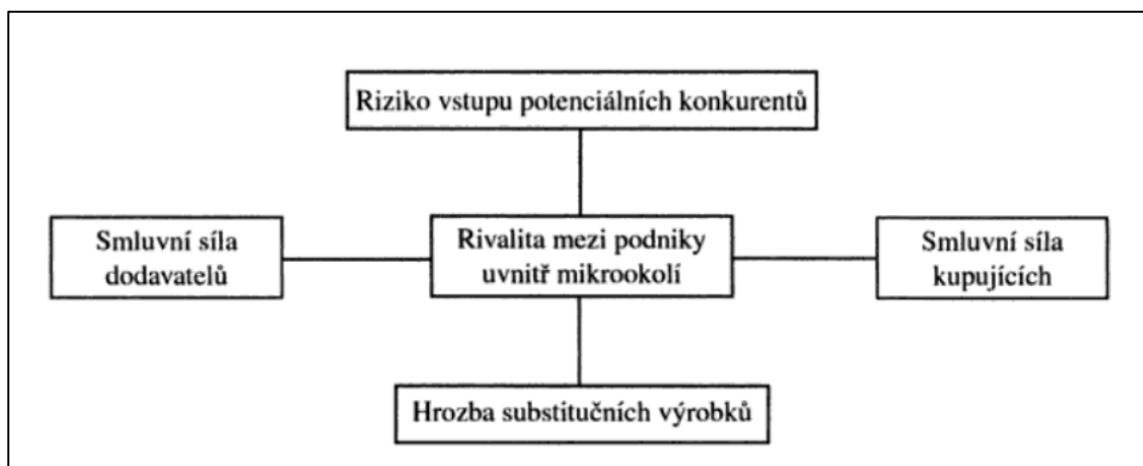 Riziko vstupu potenciálních konkurentů
Smluvní síla
dodavatelů
Rivalita mezi podniky
uvnitř mikrookolí
Smluvní síla
kupujících
Hrozba substitučních výrobků